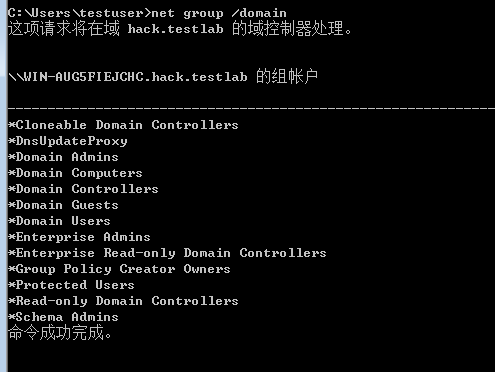 C:\Users\testuser>net group /domain
这项请求将在域 hack.testlab 的域控制器处理。
\\WIN-AUG5FIEJCHC.hack.testlab 的组帐户
-------------------------------------------------------------------------------
*Cloneable Domain Controllers
*DnsUpdateProxy
*Domain Admins
*Domain Computers
*Domain Controllers
*Domain Guests
*Domain Users
*Enterprise Admins
*Enterprise Read-only Domain Controllers
*Group Policy Creator Owners
*Protected Users
*Read-only Domain Controllers
*Schema Admins
命令成功完成。